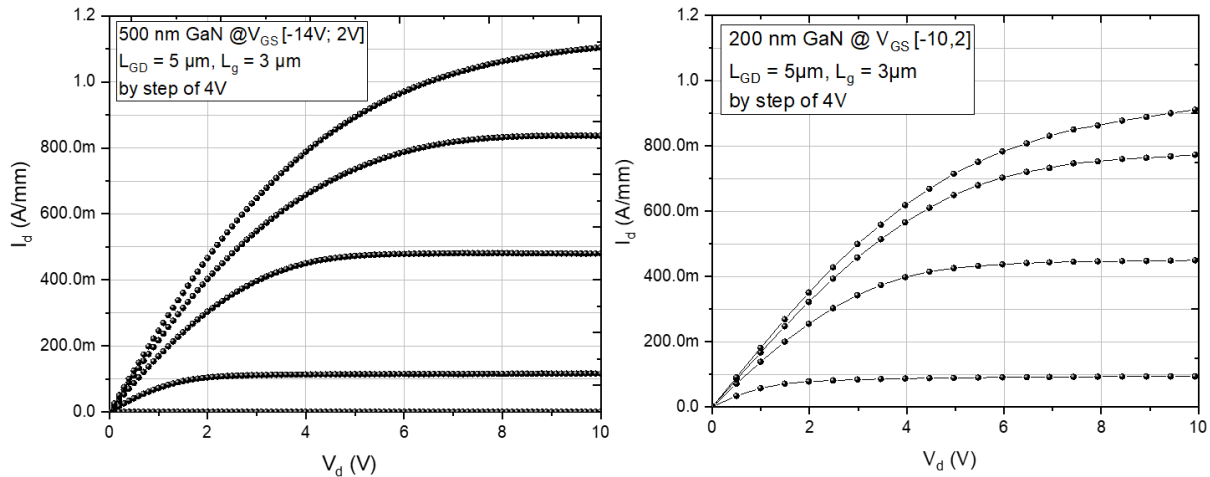 500 nm GaN @V_GS [-14V; 2V]
L_GD = 5 µm, L_g = 3 µm
by step of 4V
1.2
1.0
800.0m
600.0m
400.0m
200.0m
0.0
I_d (A/mm)
0 2 4 6 8 10
V_d (V)
200 nm GaN @ V_GS [-10,2]
L_GD = 5µm, L_g = 3µm
by step of 4V
1.2
1.0
800.0m
600.0m
400.0m
200.0m
0.0
I_d (A/mm)
0 2 4 6 8 10
V_d (V)